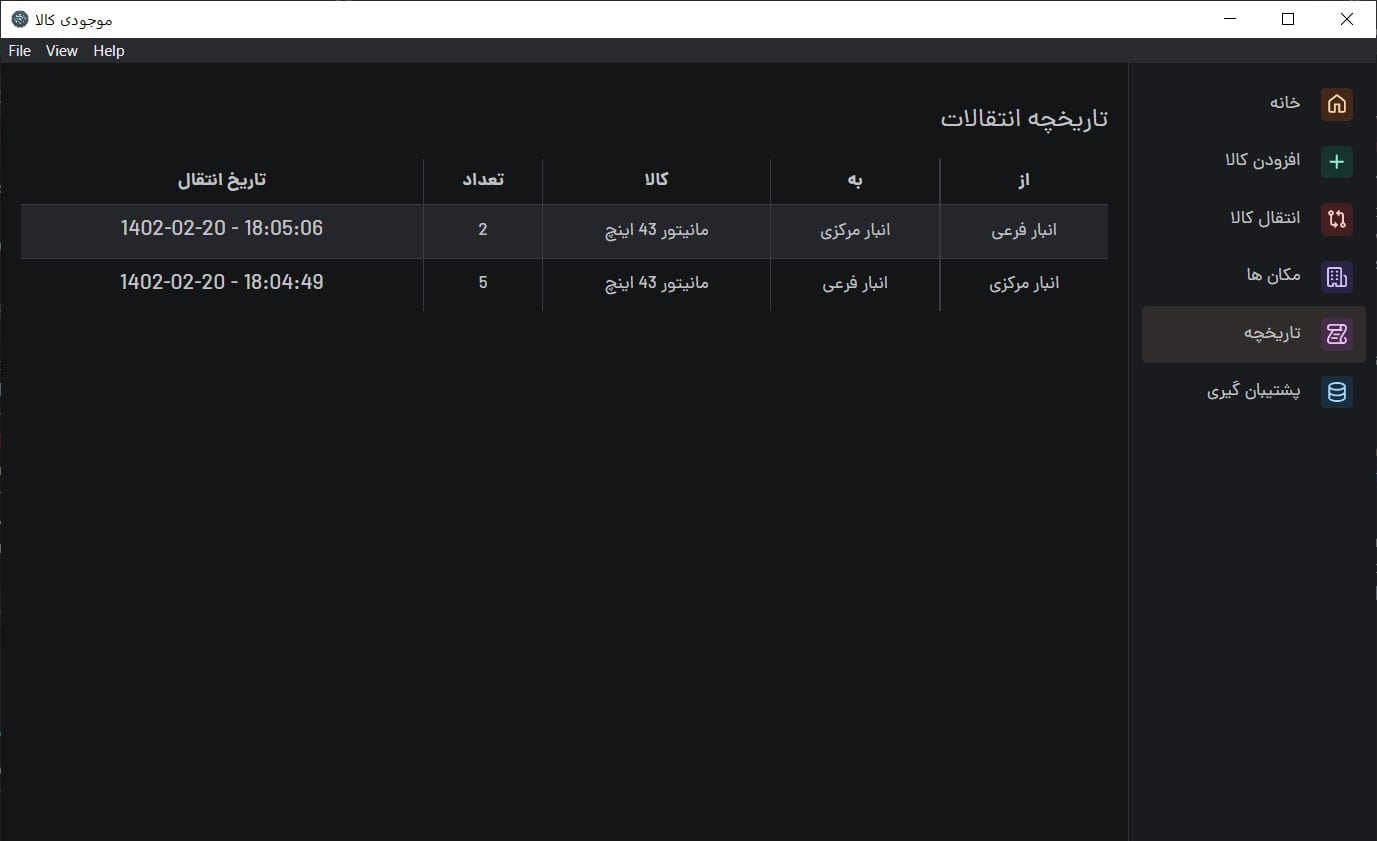 موجودی کالا
File View Help
خانه
افزودن کالا
انتقال کالا
مکان ها
تاریخچه
پشتیبان گیری
تاریخچه انتقالات
از به کالا تعداد تاریخ انتقال
انبار فرعی انبار مرکزی مانیتور 43 اینچ 2 1402-02-20 - 18:05:06
انبار مرکزی انبار فرعی مانیتور 43 اینچ 5 1402-02-20 - 18:04:49